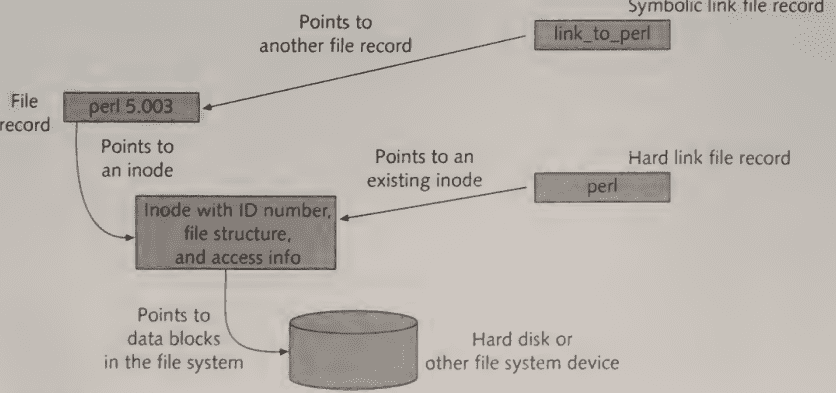 Symbolic link file record
link_to_perl
Points to
another file record
File
record
perl 5.003
Points to
an inode
Points to an
existing inode
Hard link file record
perl
Inode with ID number,
file structure,
and access info
Points to
data blocks
in the file system
Hard disk or
other file system device